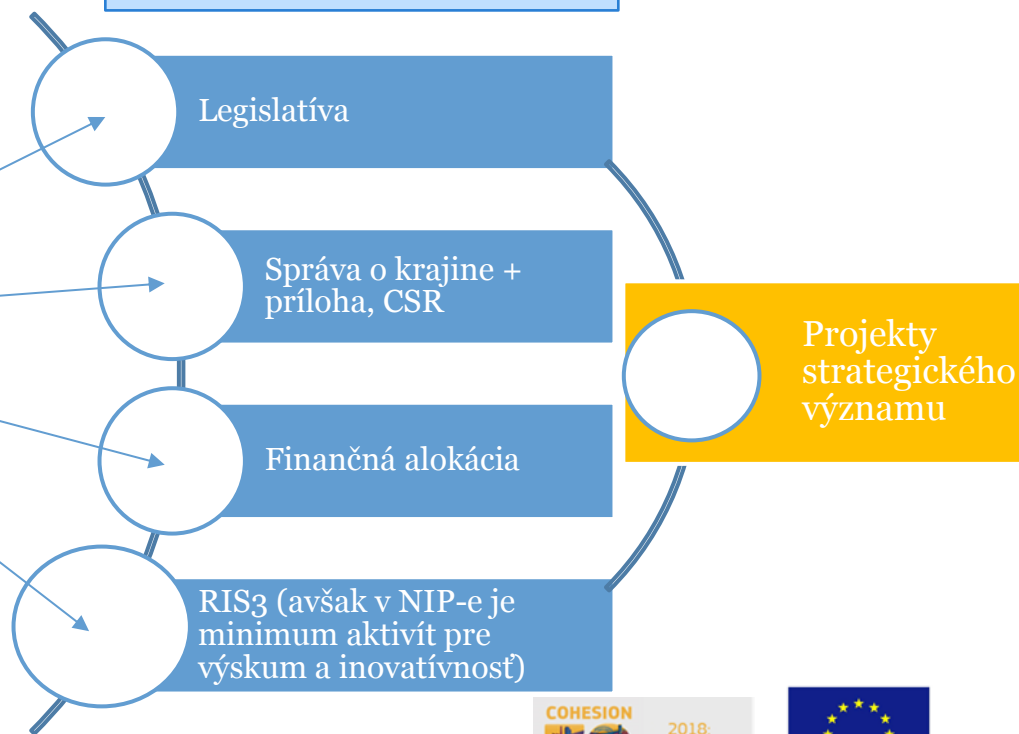 Legislatíva
Správa o krajine +
príloha, CSR
Projekty
strategického
významu
Finančná alokácia
RIS3 (avšak v NIP-e je
minimum aktivít pre
výskum a inovatívnosť)
COHESION
2018: